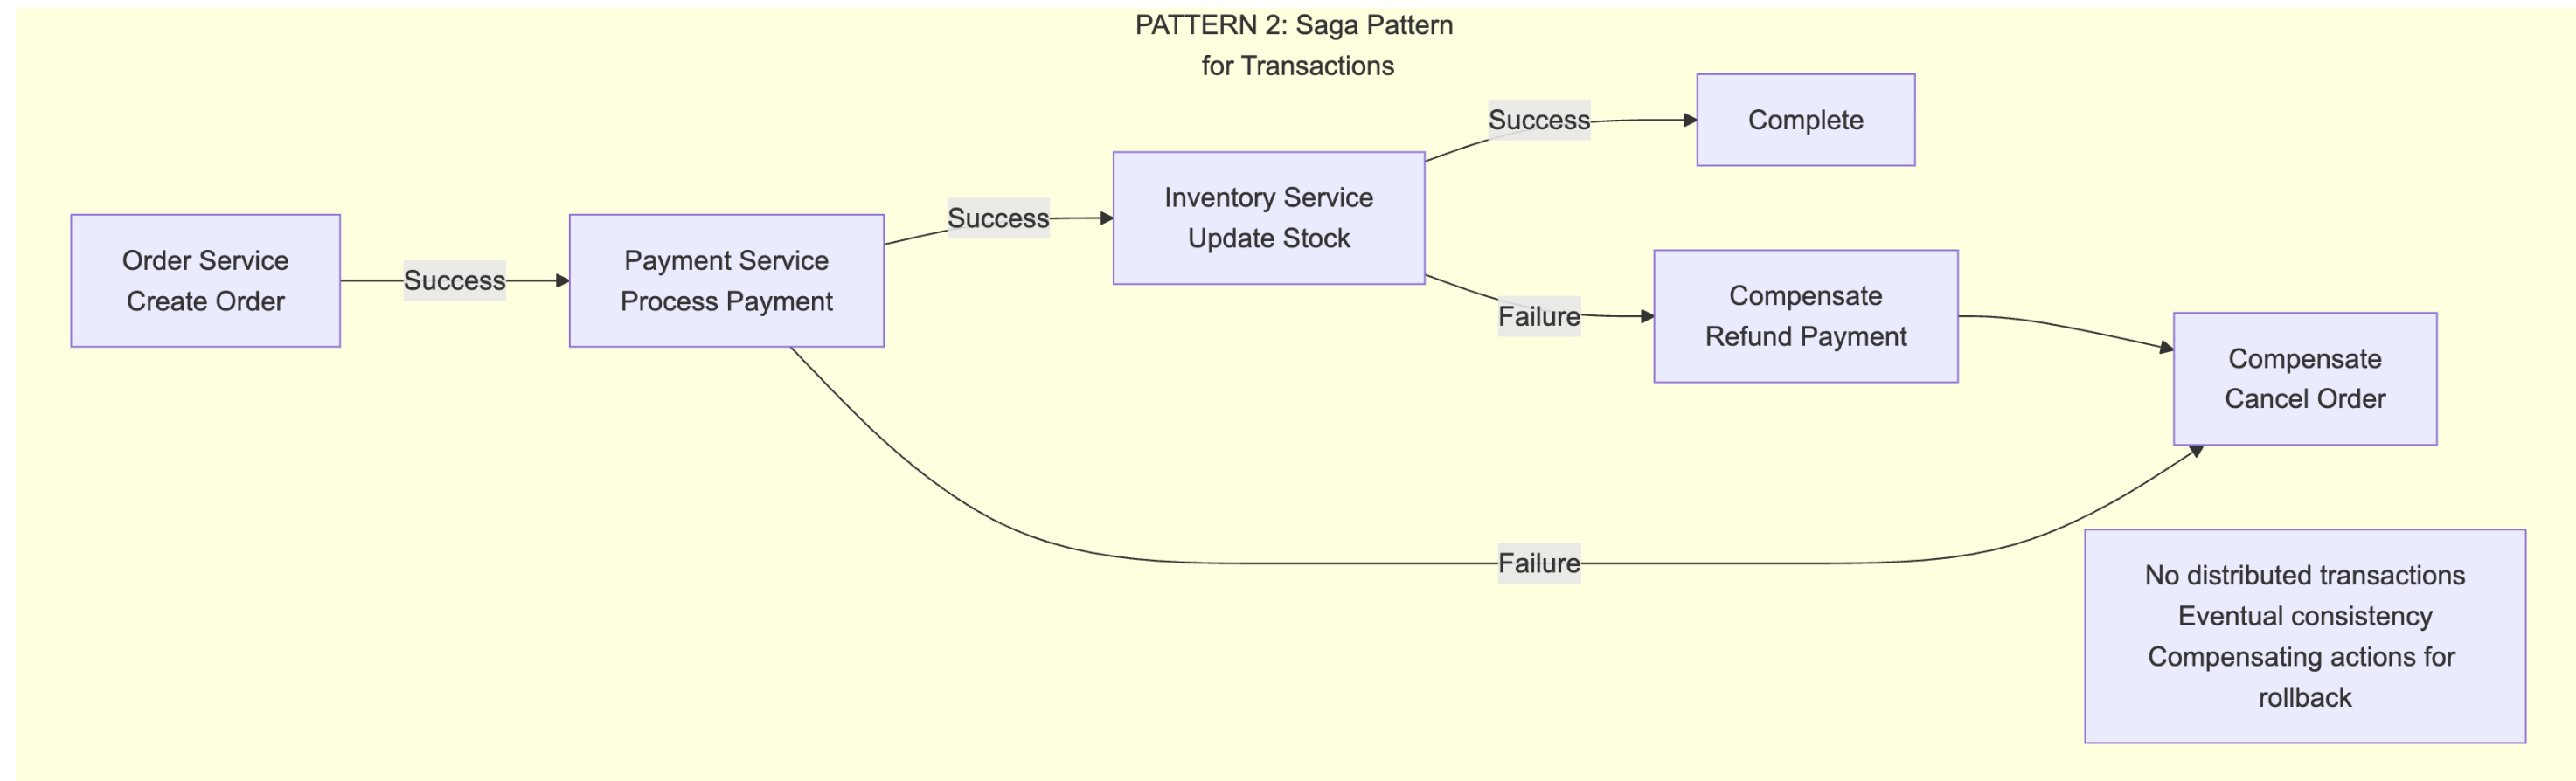 PATTERN 2: Saga Pattern
for Transactions
Order Service
Create Order
Success
Payment Service
Process Payment
Success
Inventory Service
Update Stock
Success
Complete
Failure
Compensate
Refund Payment
Compensate
Cancel Order
Failure
No distributed transactions
Eventual consistency
Compensating actions for
rollback